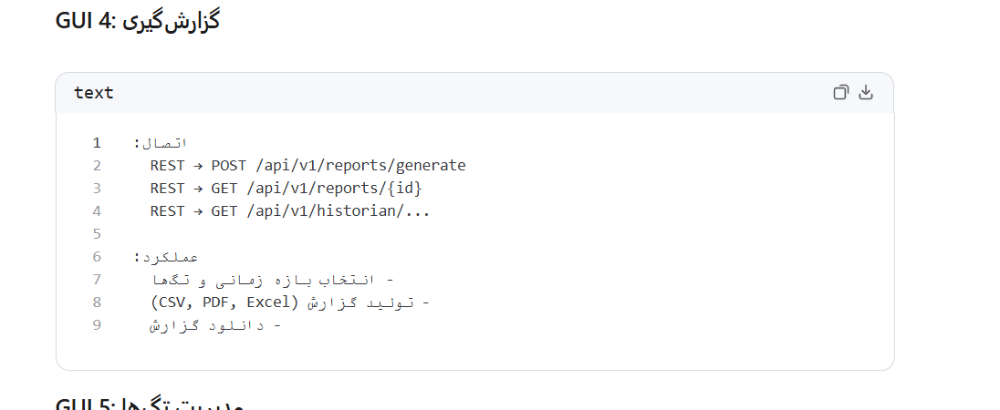 GUI 4: گزارش‌گیری
text
1 اتصال:
2 REST → POST /api/v1/reports/generate
3 REST → GET /api/v1/reports/{id}
4 REST → GET /api/v1/historian/...
5
6 عملکرد:
7 - انتخاب بازه زمانی و تگ‌ها
8 - تولید گزارش (CSV, PDF, Excel)
9 - دانلود گزارش
GUI 5: مدیریت تگ‌ها